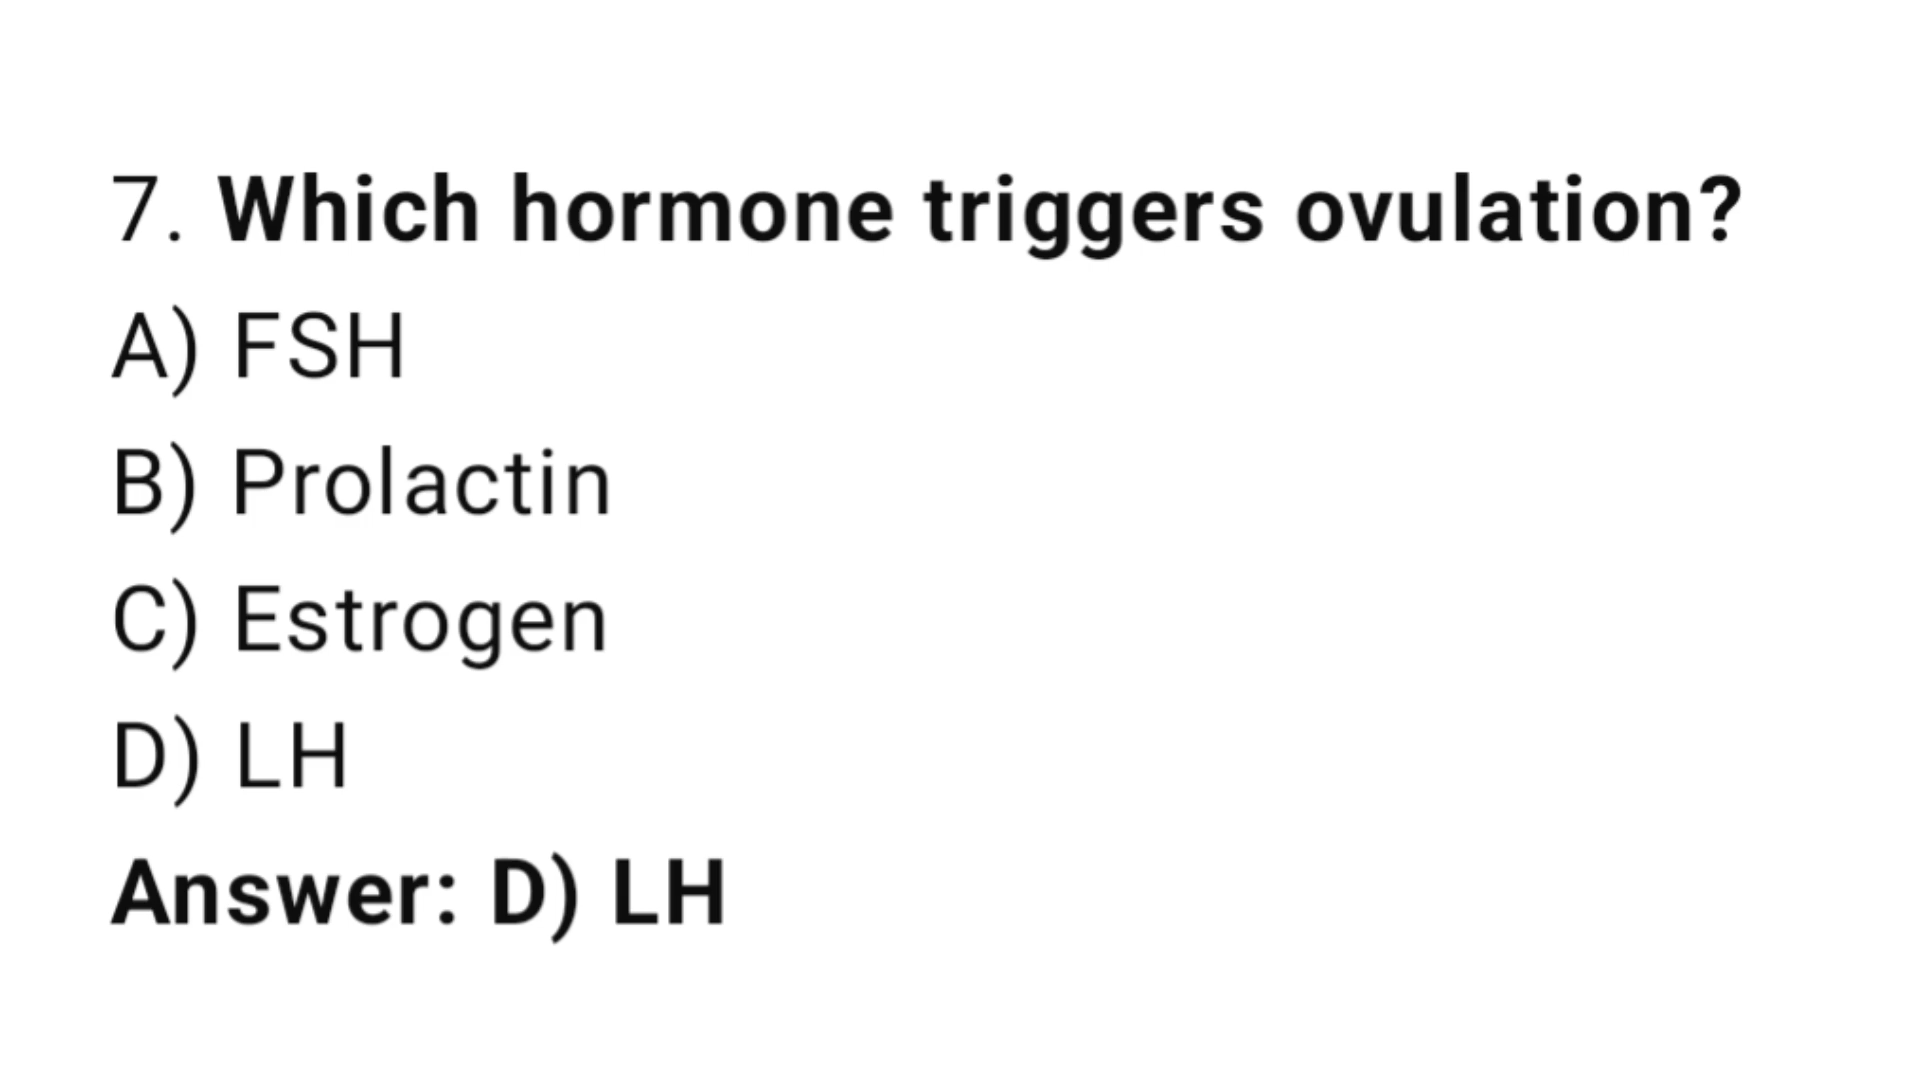 7. Which hormone triggers ovulation?
A) FSH
B) Prolactin
C) Estrogen
D) LH
Answer: D) LH